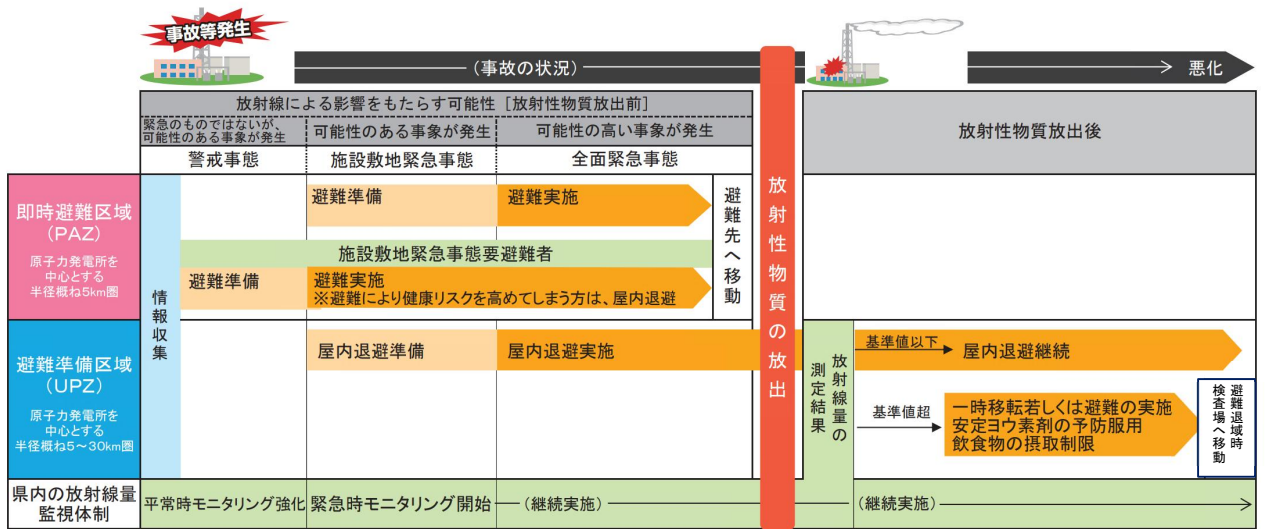 事故等発生
(事故の状況)
悪化
放射線による影響をもたらす可能性［放射性物質放出前］
緊急のものではないが、
可能性のある事象が発生
可能性のある事象が発生
可能性の高い事象が発生
放射性物質放出後
警戒事態
施設敷地緊急事態
全面緊急事態
放射性物質の放出
即時避難区域
(PAZ)
原子力発電所を
中心とする
半径概ね5km圏
情報収集
避難準備
避難実施
避難先へ移動
施設敷地緊急事態要避難者
避難準備
避難実施
※避難により健康リスクを高めてしまう方は、屋内退避
避難準備区域
(UPZ)
原子力発電所を
中心とする
半径概ね5～30km圏
屋内退避準備
屋内退避実施
放射線量の
測定結果
基準値以下
屋内退避継続
基準値超
一時移転若しくは避難の実施
安定ヨウ素剤の予防服用
飲食物の摂取制限
避難退域時
検査場へ移動
県内の放射線量
監視体制
平常時モニタリング強化
緊急時モニタリング開始
(継続実施)
(継続実施)